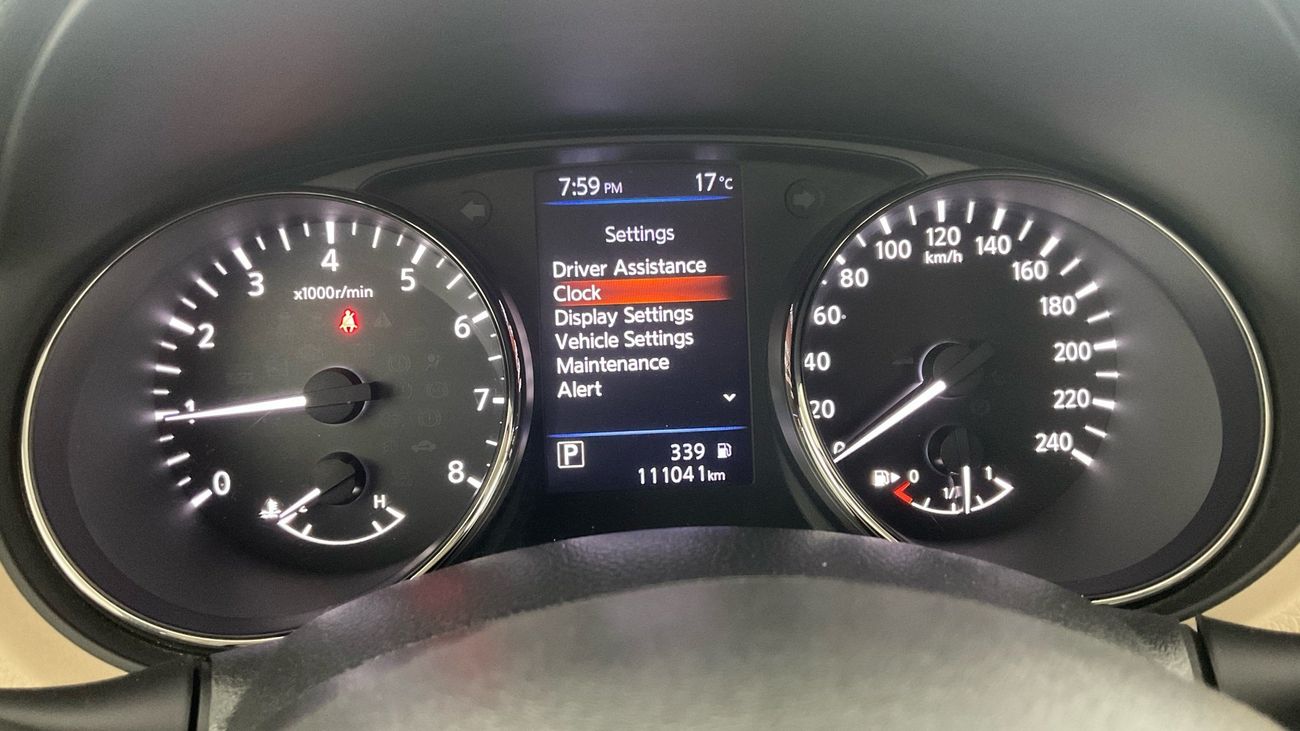 7:59 PM 17°C
Settings
Driver Assistance
Clock
Display Settings
Vehicle Settings
Maintenance
Alert
P 339
111041 km
0 1 2 3 4 5 6 7 8
x1000r/min
H
0 20 40 60 80 100 120 140 160 180 200 220 240
km/h
0 1